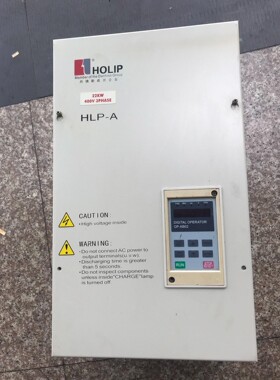 HOLIP
22KW
400V 3PHASE
HLP-A
CAUTION
•High voltage inside
WARNING
•Do not connect AC power to
output terminals(U.V.W)
•Discharging time is greater
than 5 seconds.
•Do not inspect components
unless inside"CHARGE"lamp
is turned off.
DIGITAL OPERATOR